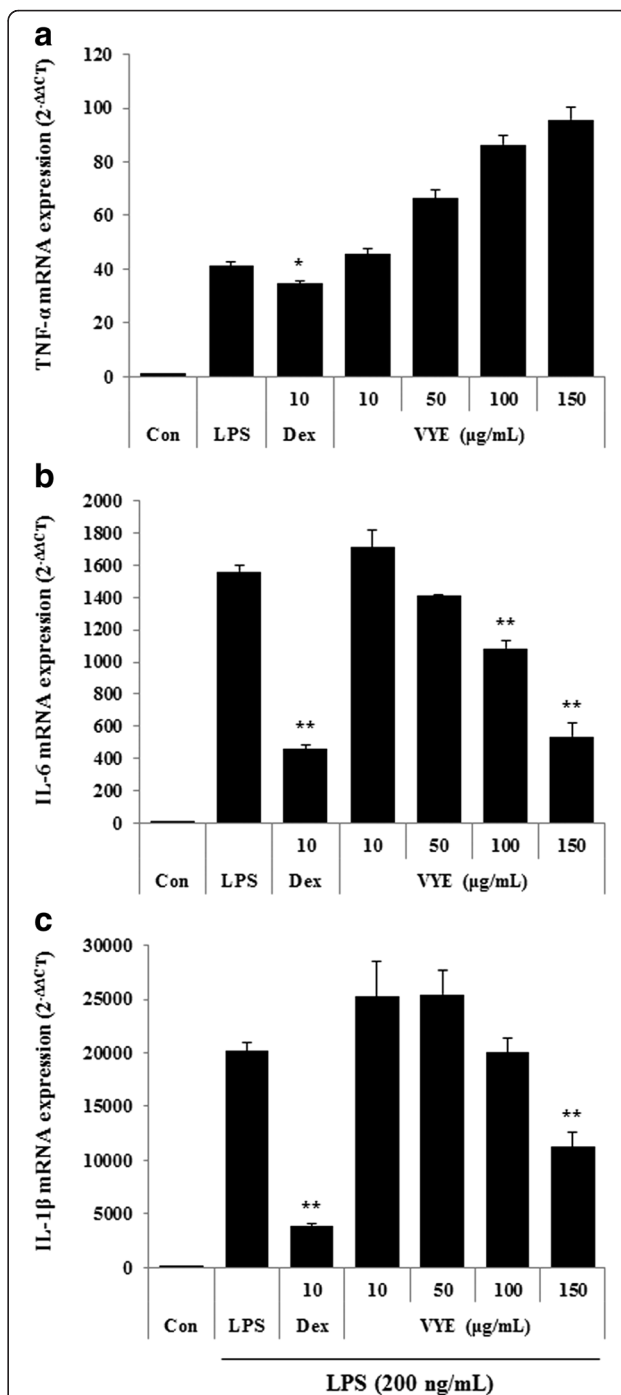 a
TNF-α mRNA expression (2-ΔΔCT)
120
100
80
60
40
20
0
*
10 10 50 100 150
Con LPS Dex VYE (µg/mL)
b
IL-6 mRNA expression (2-ΔΔCT)
2000
1800
1600
1400
1200
1000
800
600
400
200
0
**
**
**
10 10 50 100 150
Con LPS Dex VYE (µg/mL)
c
IL-1β mRNA expression (2-ΔΔCT)
30000
25000
20000
15000
10000
5000
0
**
**
10 10 50 100 150
Con LPS Dex VYE (µg/mL)
LPS (200 ng/mL)